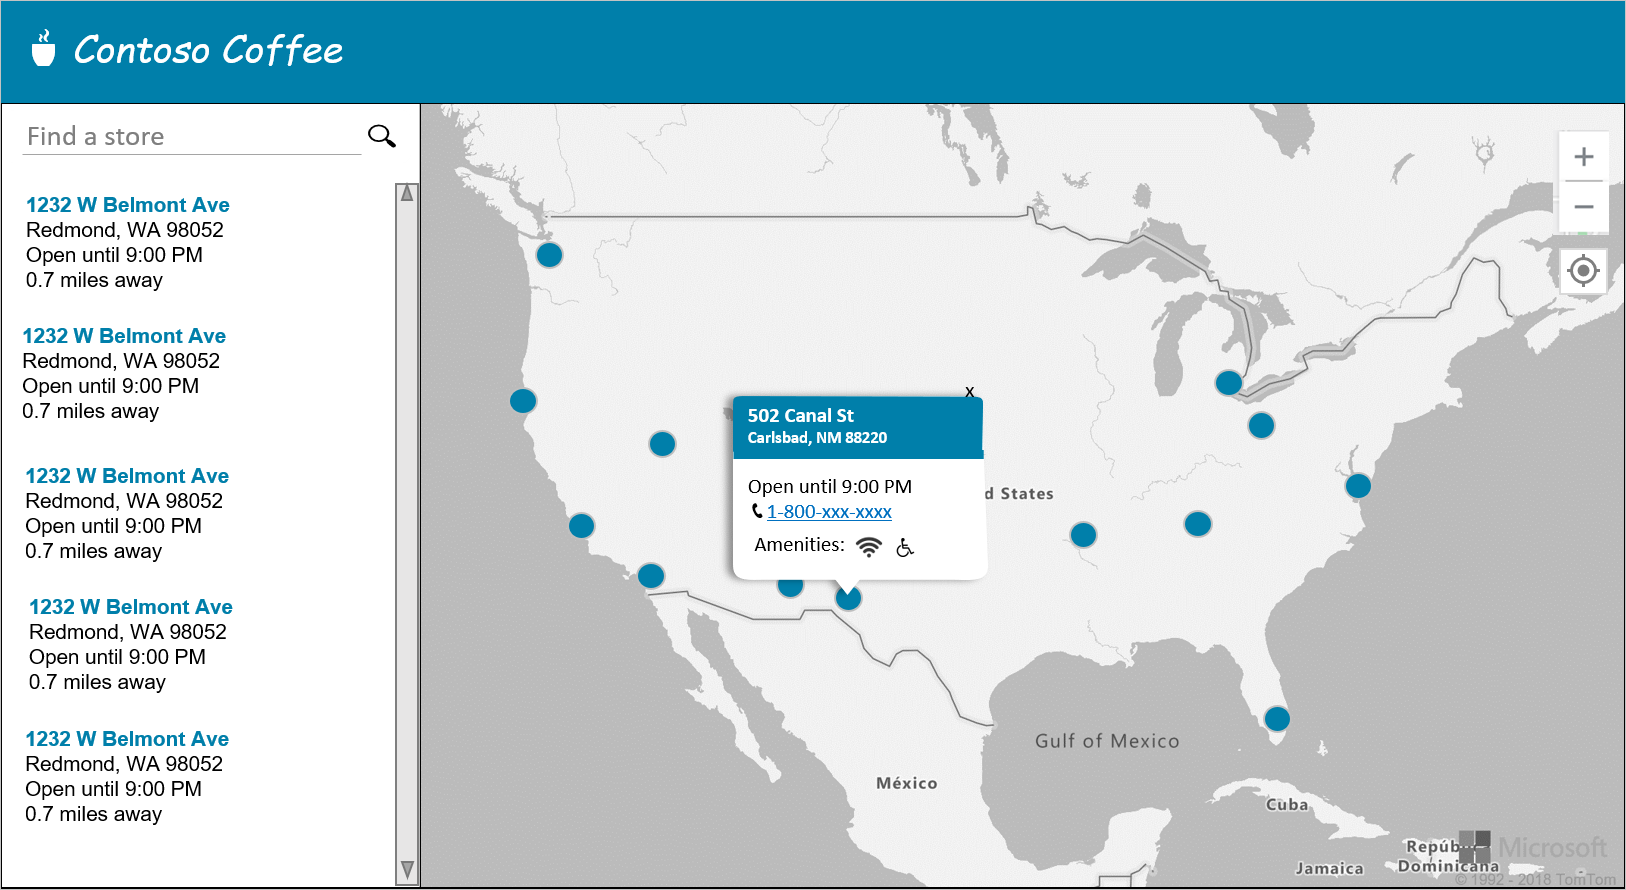 Contoso Coffee
Find a store
1232 W Belmont Ave
Redmond, WA 98052
Open until 9:00 PM
0.7 miles away
1232 W Belmont Ave
Redmond, WA 98052
Open until 9:00 PM
0.7 miles away
1232 W Belmont Ave
Redmond, WA 98052
Open until 9:00 PM
0.7 miles away
1232 W Belmont Ave
Redmond, WA 98052
Open until 9:00 PM
0.7 miles away
1232 W Belmont Ave
Redmond, WA 98052
Open until 9:00 PM
0.7 miles away
x
502 Canal St
Carlsbad, NM 88220
Open until 9:00 PM
1-800-xxx-xxxx
Amenities:
d States
Gulf of Mexico
México
Cuba
Jamaica
Repúb
Dominicana
Microsoft
© 1992 - 2018 TomTom
+
−